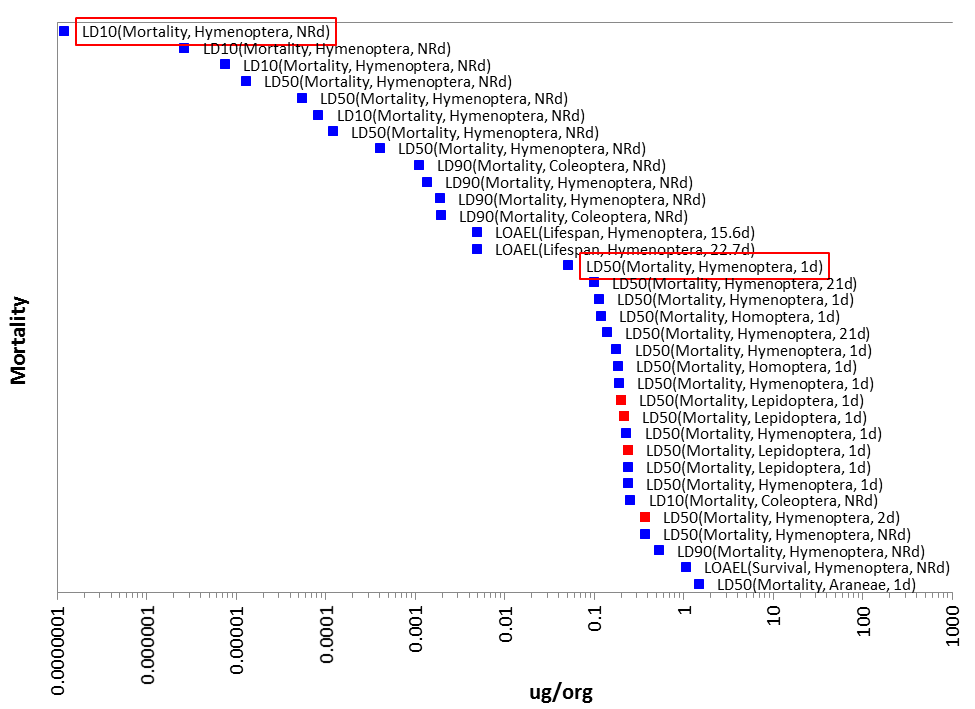 LD10(Mortality, Hymenoptera, NRd)
LD10(Mortality, Hymenoptera, NRd)
LD10(Mortality, Hymenoptera, NRd)
LD50(Mortality, Hymenoptera, NRd)
LD50(Mortality, Hymenoptera, NRd)
LD10(Mortality, Hymenoptera, NRd)
LD50(Mortality, Hymenoptera, NRd)
LD50(Mortality, Hymenoptera, NRd)
LD90(Mortality, Coleoptera, NRd)
LD90(Mortality, Hymenoptera, NRd)
LD90(Mortality, Hymenoptera, NRd)
LD90(Mortality, Coleoptera, NRd)
LOAEL(Lifespan, Hymenoptera, 15.6d)
LOAEL(Lifespan, Hymenoptera, 22.7d)
LD50(Mortality, Hymenoptera, 1d)
LD50(Mortality, Hymenoptera, 21d)
LD50(Mortality, Hymenoptera, 1d)
LD50(Mortality, Homoptera, 1d)
LD50(Mortality, Hymenoptera, 21d)
LD50(Mortality, Hymenoptera, 1d)
LD50(Mortality, Homoptera, 1d)
LD50(Mortality, Hymenoptera, 1d)
LD50(Mortality, Lepidoptera, 1d)
LD50(Mortality, Lepidoptera, 1d)
LD50(Mortality, Hymenoptera, 1d)
LD50(Mortality, Lepidoptera, 1d)
LD50(Mortality, Lepidoptera, 1d)
LD50(Mortality, Hymenoptera, 1d)
LD10(Mortality, Coleoptera, NRd)
LD50(Mortality, Hymenoptera, 2d)
LD50(Mortality, Hymenoptera, NRd)
LD90(Mortality, Hymenoptera, NRd)
LOAEL(Survival, Hymenoptera, NRd)
LD50(Mortality, Araneae, 1d)
Mortality
0.0000001
0.000001
0.00001
0.0001
0.001
0.01
0.1
1
10
100
1000
ug/org